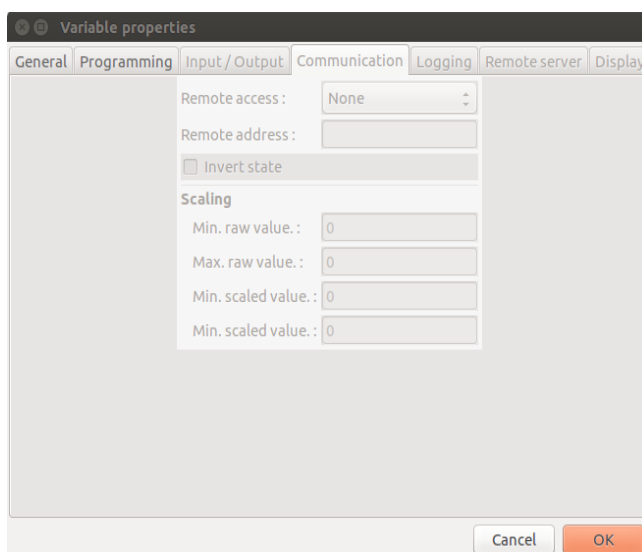 Variable properties
General Programming Input / Output Communication Logging Remote server Display
Remote access : None
Remote address :
Invert state
Scaling
Min. raw value. : 0
Max. raw value. : 0
Min. scaled value. : 0
Min. scaled value. : 0
Cancel OK